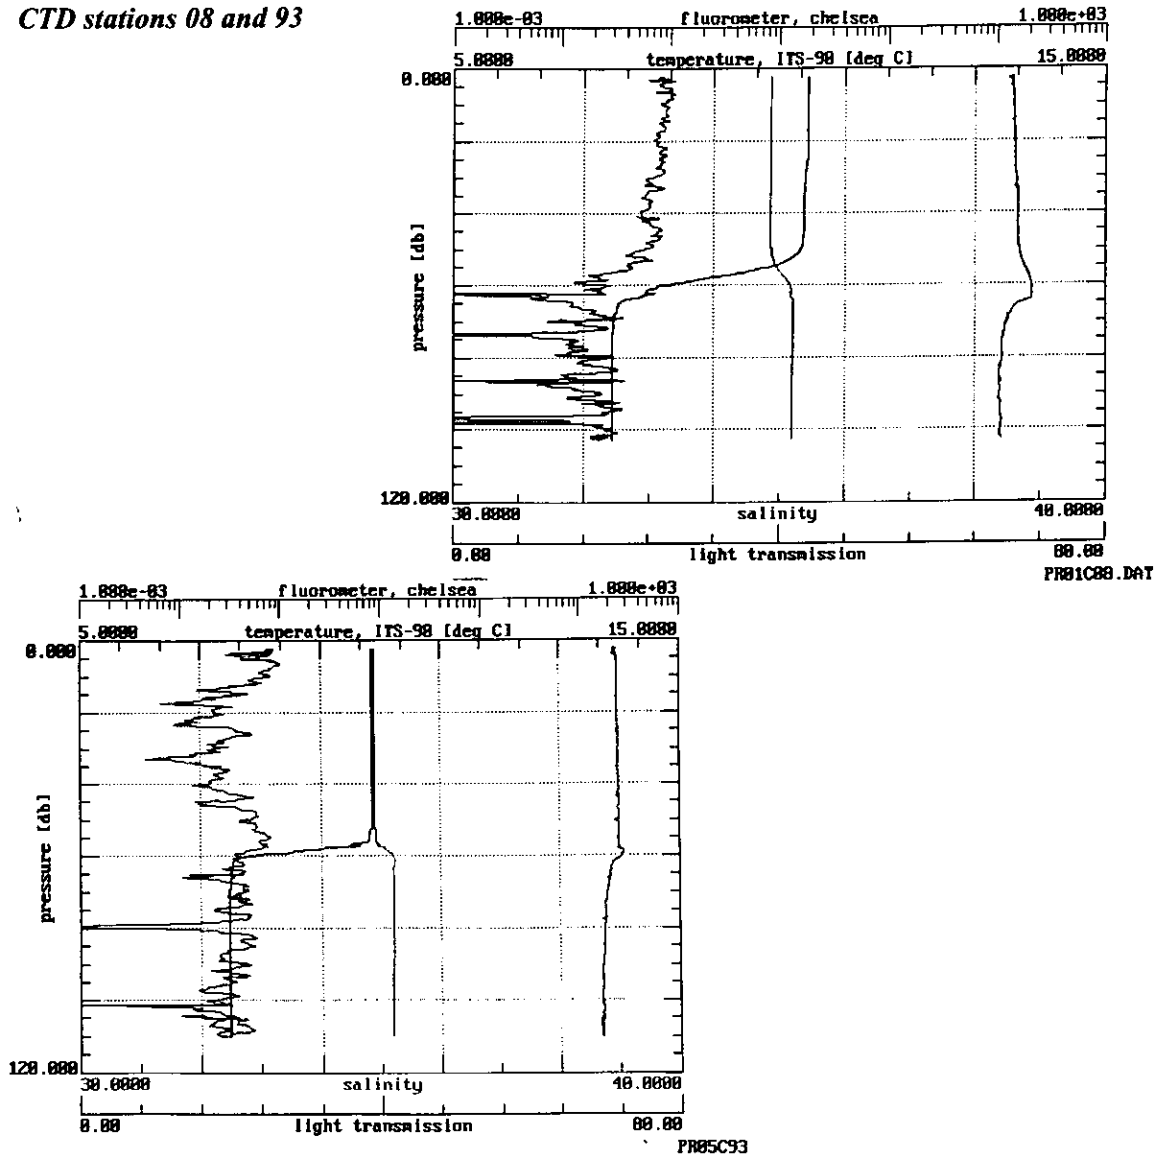 CTD stations 08 and 93
1.000e-03 fluorometer, chelsea 1.000e+03
5.0000 temperature, ITS-90 [deg C] 15.0000
0.000
pressure [db]
120.000
30.0000 salinity 40.0000
0.00 light transmission 80.00
PR01C08.DAT
1.000e-03 fluorometer, chelsea 1.000e+03
5.0000 temperature, ITS-90 [deg C] 15.0000
0.000
pressure [db]
120.000
30.0000 salinity 40.0000
0.00 light transmission 80.00
PR05C93